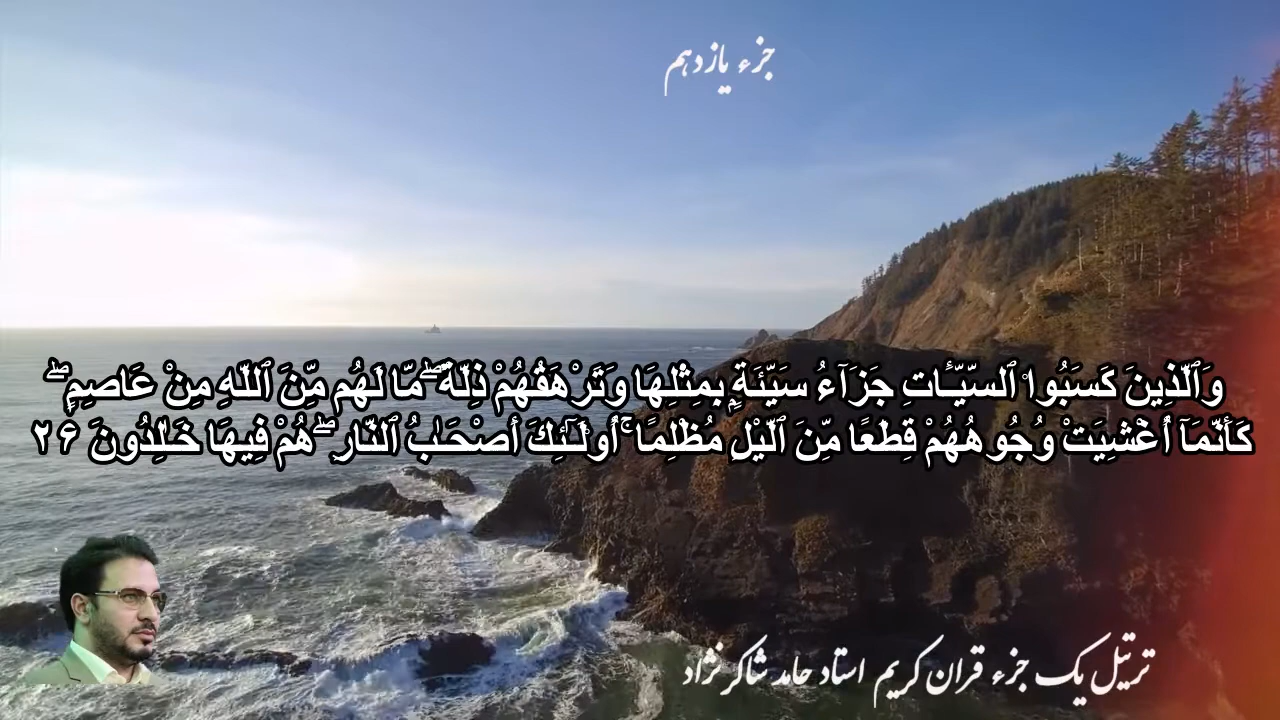 جزء یازدهم
وَٱلَّذِينَ كَسَبُوا۟ ٱلسَّيِّـَٔاتِ جَزَآءُ سَيِّئَةٍۭ بِمِثْلِهَا وَتَرْهَقُهُمْ ذِلَّةٌ ۖ مَّا لَهُم مِّنَ ٱللَّهِ مِنْ عَاصِمٍ ۖ
كَأَنَّمَآ أُغْشِيَتْ وُجُوهُهُمْ قِطَعًا مِّنَ ٱلَّيْلِ مُظْلِمًا ۚ أُو۟لَـٰٓئِكَ أَصْحَـٰبُ ٱلنَّارِ ۖ هُمْ فِيهَا خَـٰلِدُونَ ۲۶
ترتیل یک جزء قران کریم استاد حامد شاکرنژاد